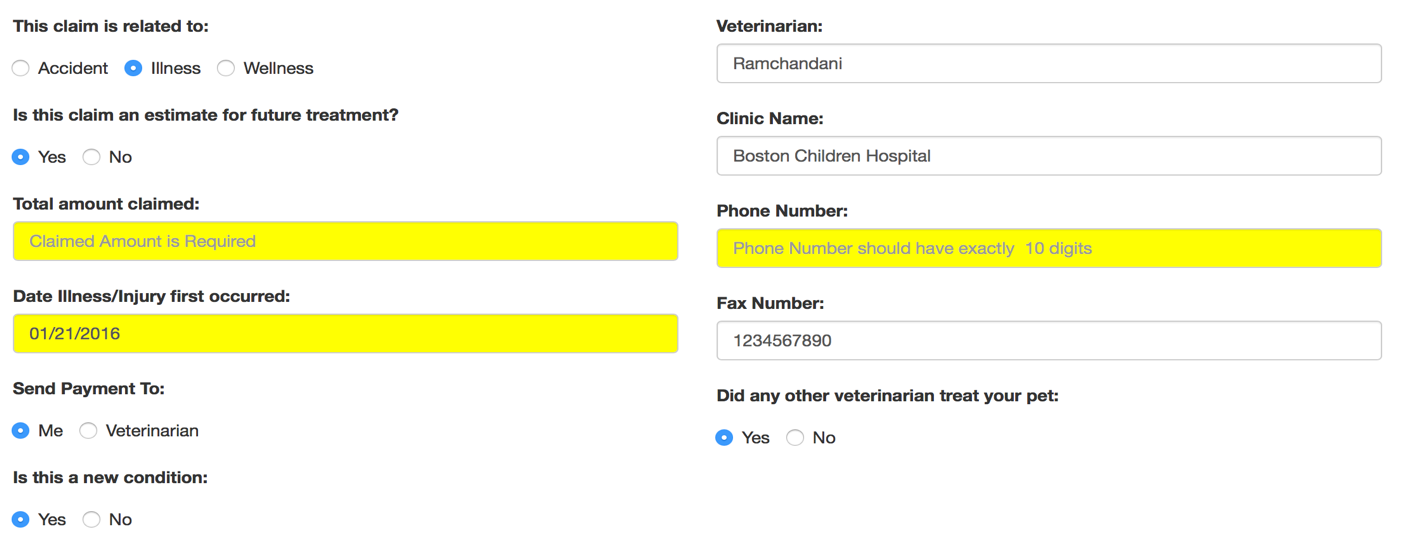 This claim is related to:
Accident Illness Wellness
Is this claim an estimate for future treatment?
Yes No
Total amount claimed:
Claimed Amount is Required
Date Illness/Injury first occurred:
01/21/2016
Send Payment To:
Me Veterinarian
Is this a new condition:
Yes No
Veterinarian:
Ramchandani
Clinic Name:
Boston Children Hospital
Phone Number:
Phone Number should have exactly  10 digits
Fax Number:
1234567890
Did any other veterinarian treat your pet:
Yes No